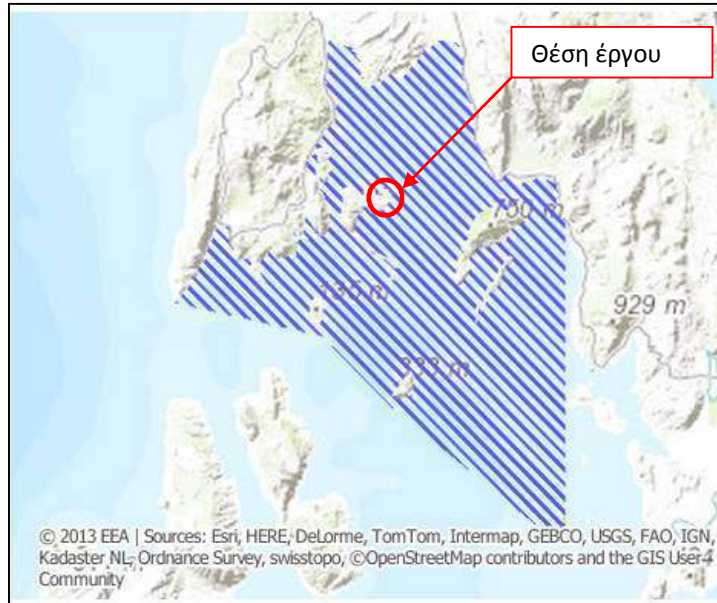 Θέση έργου
750 m
135 m
929 m
333 m
© 2013 EEA | Sources: Esri, HERE, DeLorme, TomTom, Intermap, GEBCO, USGS, FAO, IGN,
Kadaster NL, Ordnance Survey, swisstopo, ©OpenStreetMap contributors and the GIS User
Community